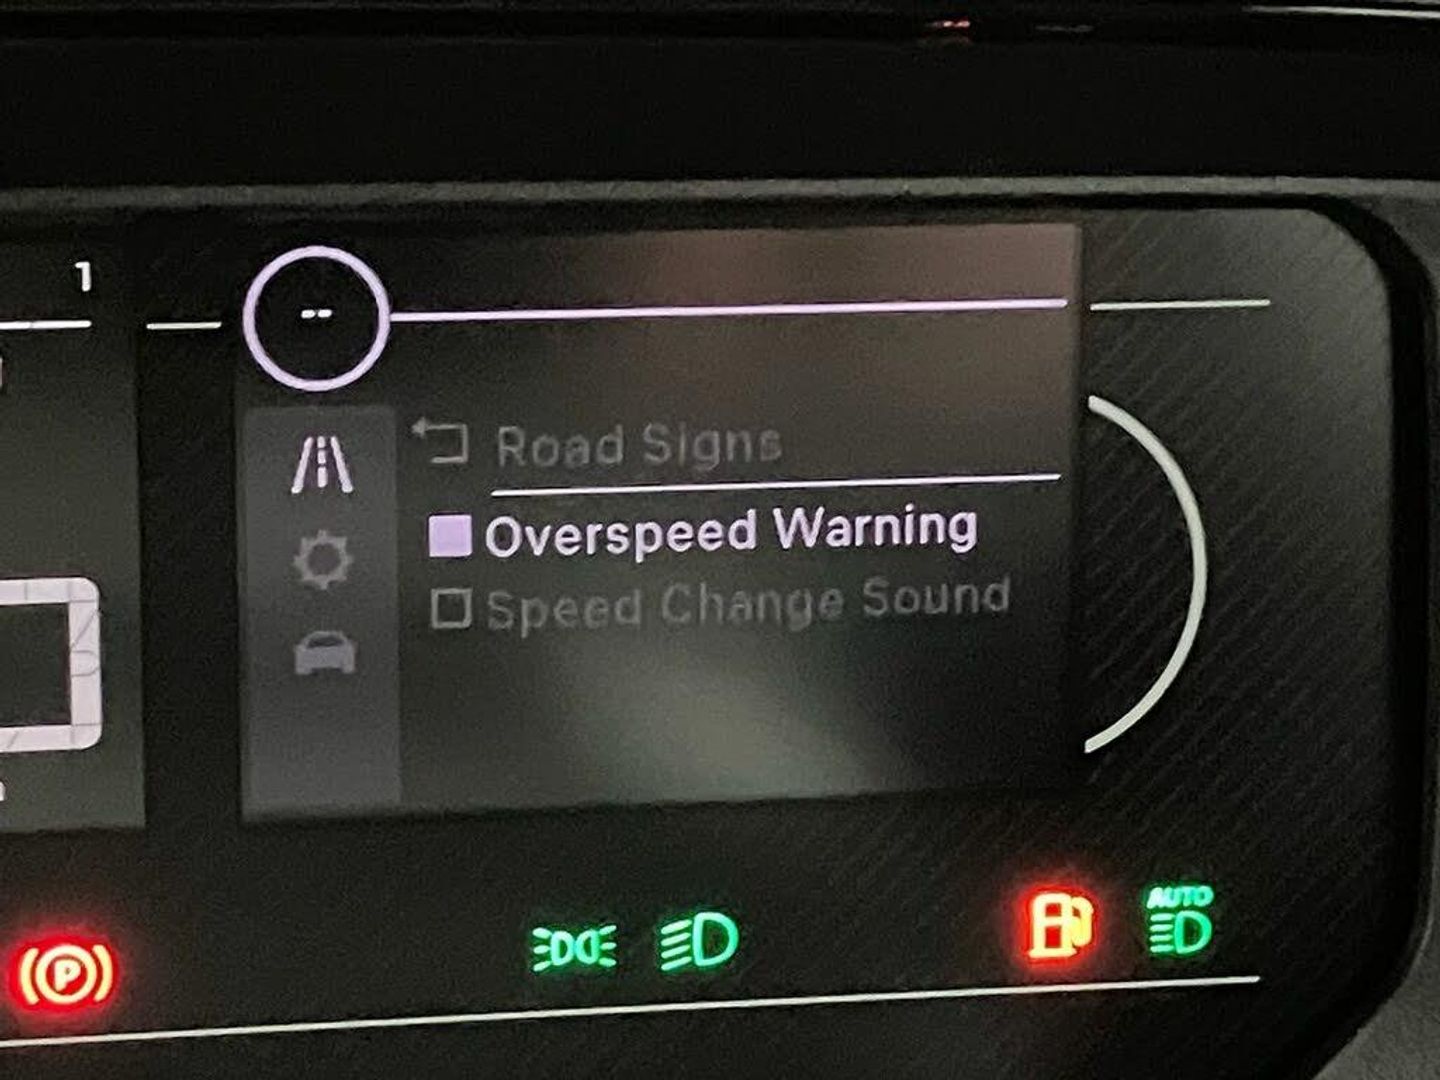 1
--
Road Signs
Overspeed Warning
Speed Change Sound
P
AUTO